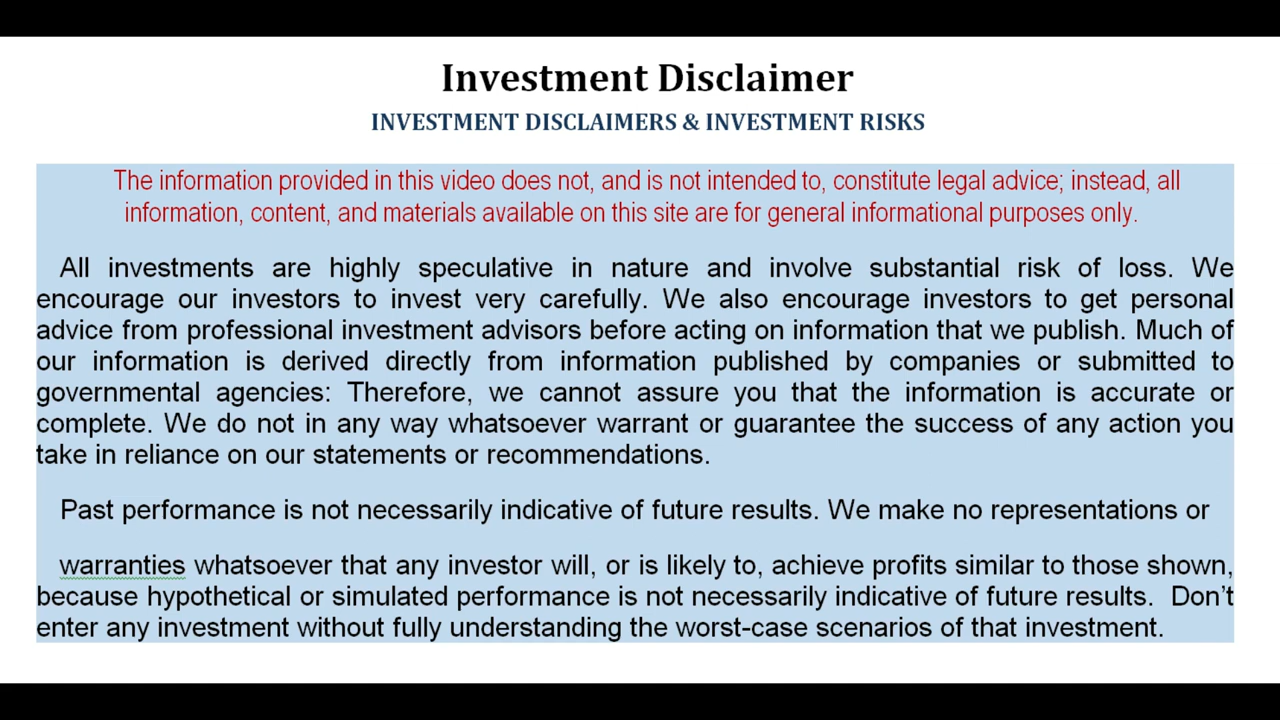 Investment Disclaimer
INVESTMENT DISCLAIMERS & INVESTMENT RISKS
The information provided in this video does not, and is not intended to, constitute legal advice; instead, all
information, content, and materials available on this site are for general informational purposes only.
All investments are highly speculative in nature and involve substantial risk of loss. We
encourage our investors to invest very carefully. We also encourage investors to get personal
advice from professional investment advisors before acting on information that we publish. Much of
our information is derived directly from information published by companies or submitted to
governmental agencies: Therefore, we cannot assure you that the information is accurate or
complete. We do not in any way whatsoever warrant or guarantee the success of any action you
take in reliance on our statements or recommendations.
Past performance is not necessarily indicative of future results. We make no representations or
warranties whatsoever that any investor will, or is likely to, achieve profits similar to those shown,
because hypothetical or simulated performance is not necessarily indicative of future results.  Don’t
enter any investment without fully understanding the worst-case scenarios of that investment.